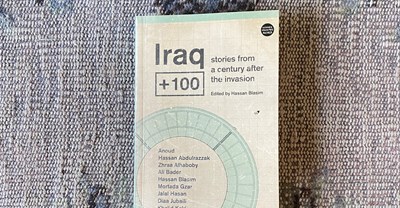 Iraq
+100
stories from
a century after
the invasion
Edited by Hassan Blasim
Anoud
Hassan Abdulrazzak
Zhraa Alhaboby
Ali Bader
Hassan Blasim
Mortada Gzar
Jalal Hasan
Diaa Jubaili